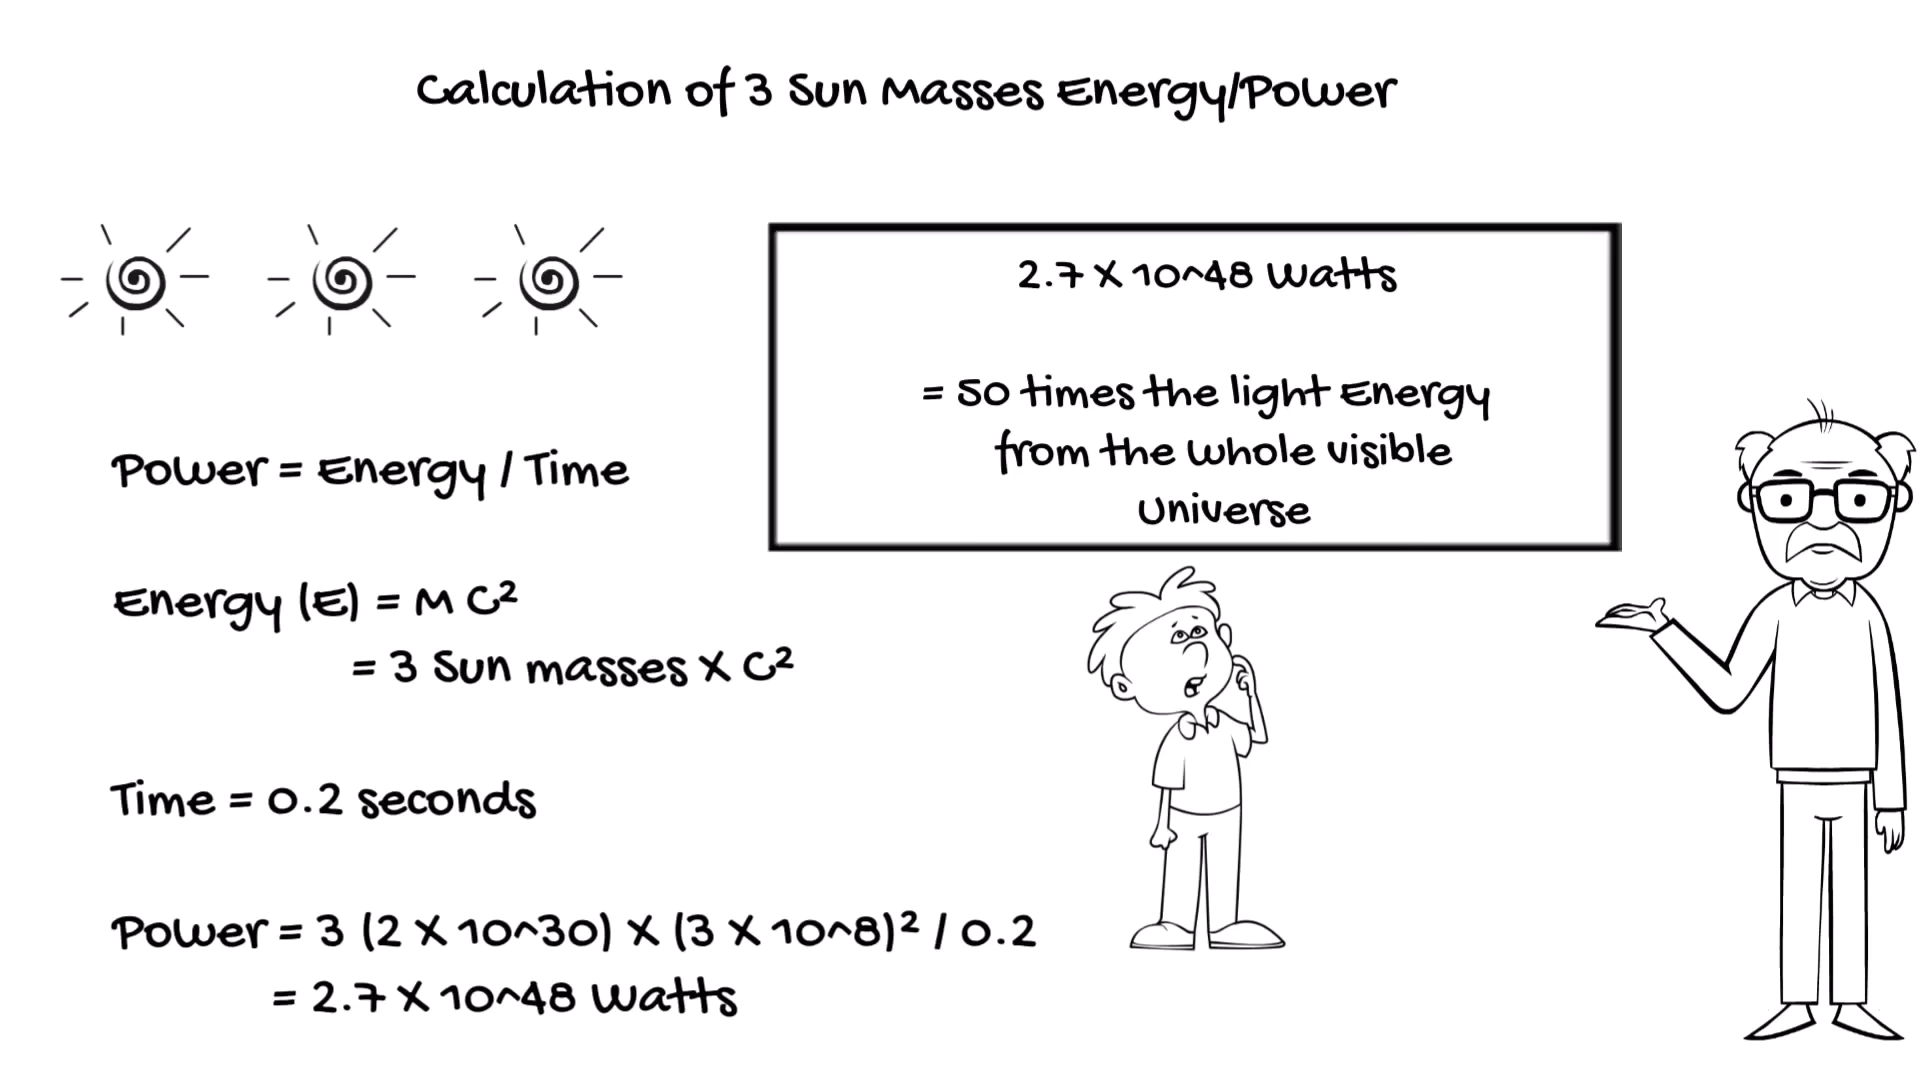 Calculation of 3 Sun Masses Energy/Power
2.7 X 10^48 Watts
= 50 times the light Energy
from the whole visible
Universe
Power = Energy / Time
Energy (E) = M C²
= 3 Sun masses X C²
Time = 0.2 seconds
Power = 3 (2 X 10^30) X (3 X 10^8)² / 0.2
= 2.7 X 10^48 Watts